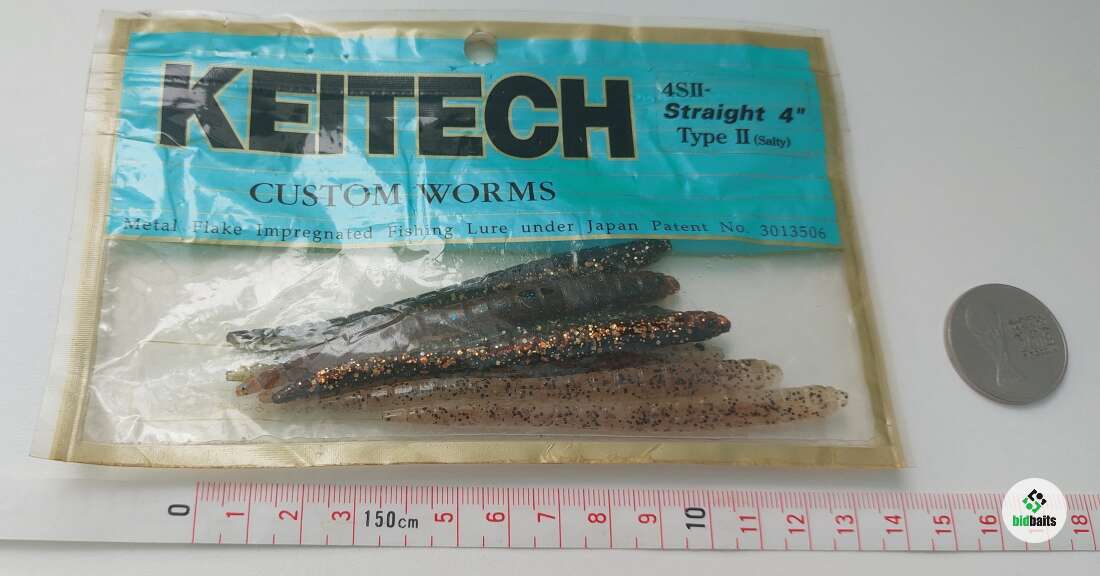 KEITECH
4SII-
Straight 4"
Type II (Salty)
CUSTOM WORMS
Metal Flake Impregnated Fishing Lure under Japan Patent No. 3013506
0 1 2 3 150cm 5 6 7 8 9 10 11 12 13 14 15 16 18
bidbaits